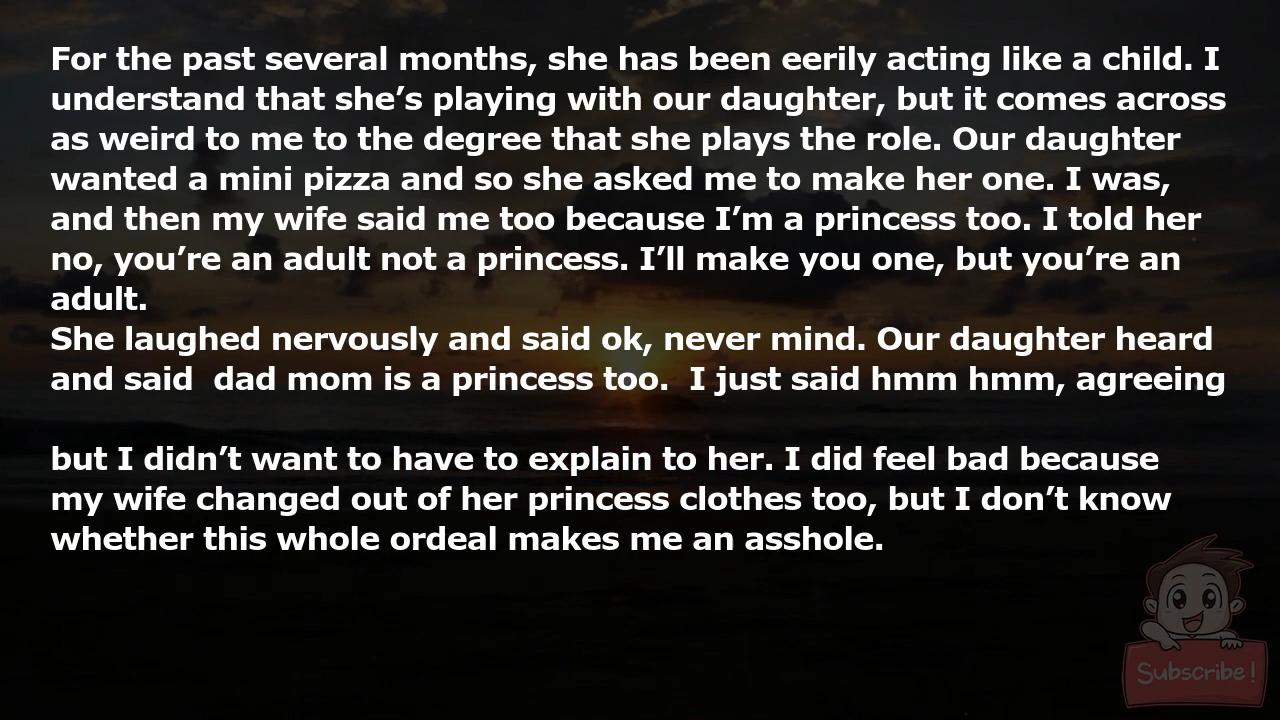 For the past several months, she has been eerily acting like a child. I
understand that she’s playing with our daughter, but it comes across
as weird to me to the degree that she plays the role. Our daughter
wanted a mini pizza and so she asked me to make her one. I was,
and then my wife said me too because I’m a princess too. I told her
no, you’re an adult not a princess. I’ll make you one, but you’re an
adult.
She laughed nervously and said ok, never mind. Our daughter heard
and said  dad mom is a princess too.  I just said hmm hmm, agreeing
but I didn’t want to have to explain to her. I did feel bad because
my wife changed out of her princess clothes too, but I don’t know
whether this whole ordeal makes me an asshole.
Subscribe!